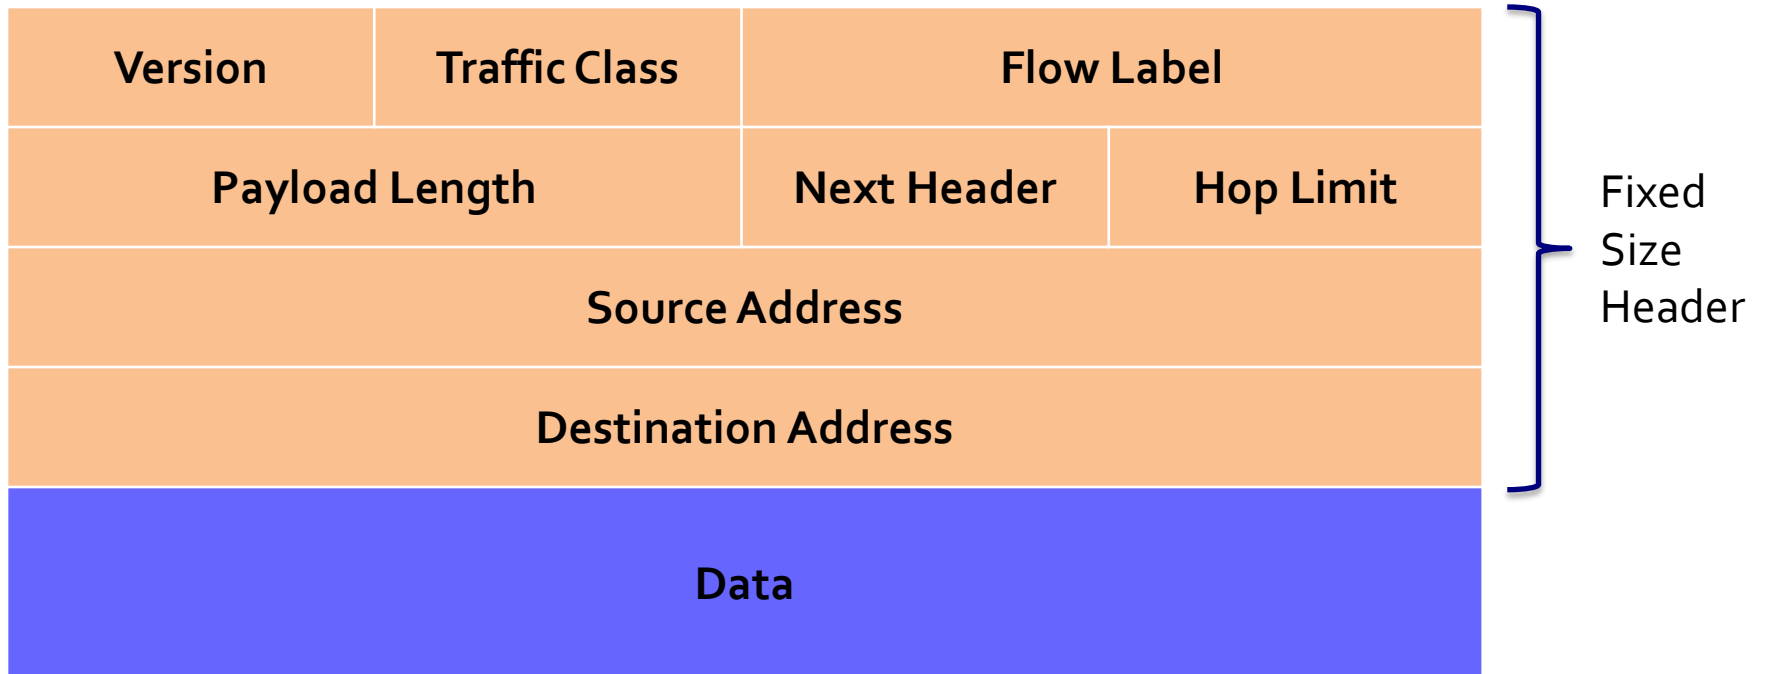 Version Traffic Class Flow Label
Payload Length Next Header Hop Limit
Source Address
Destination Address
Data
Fixed
Size
Header